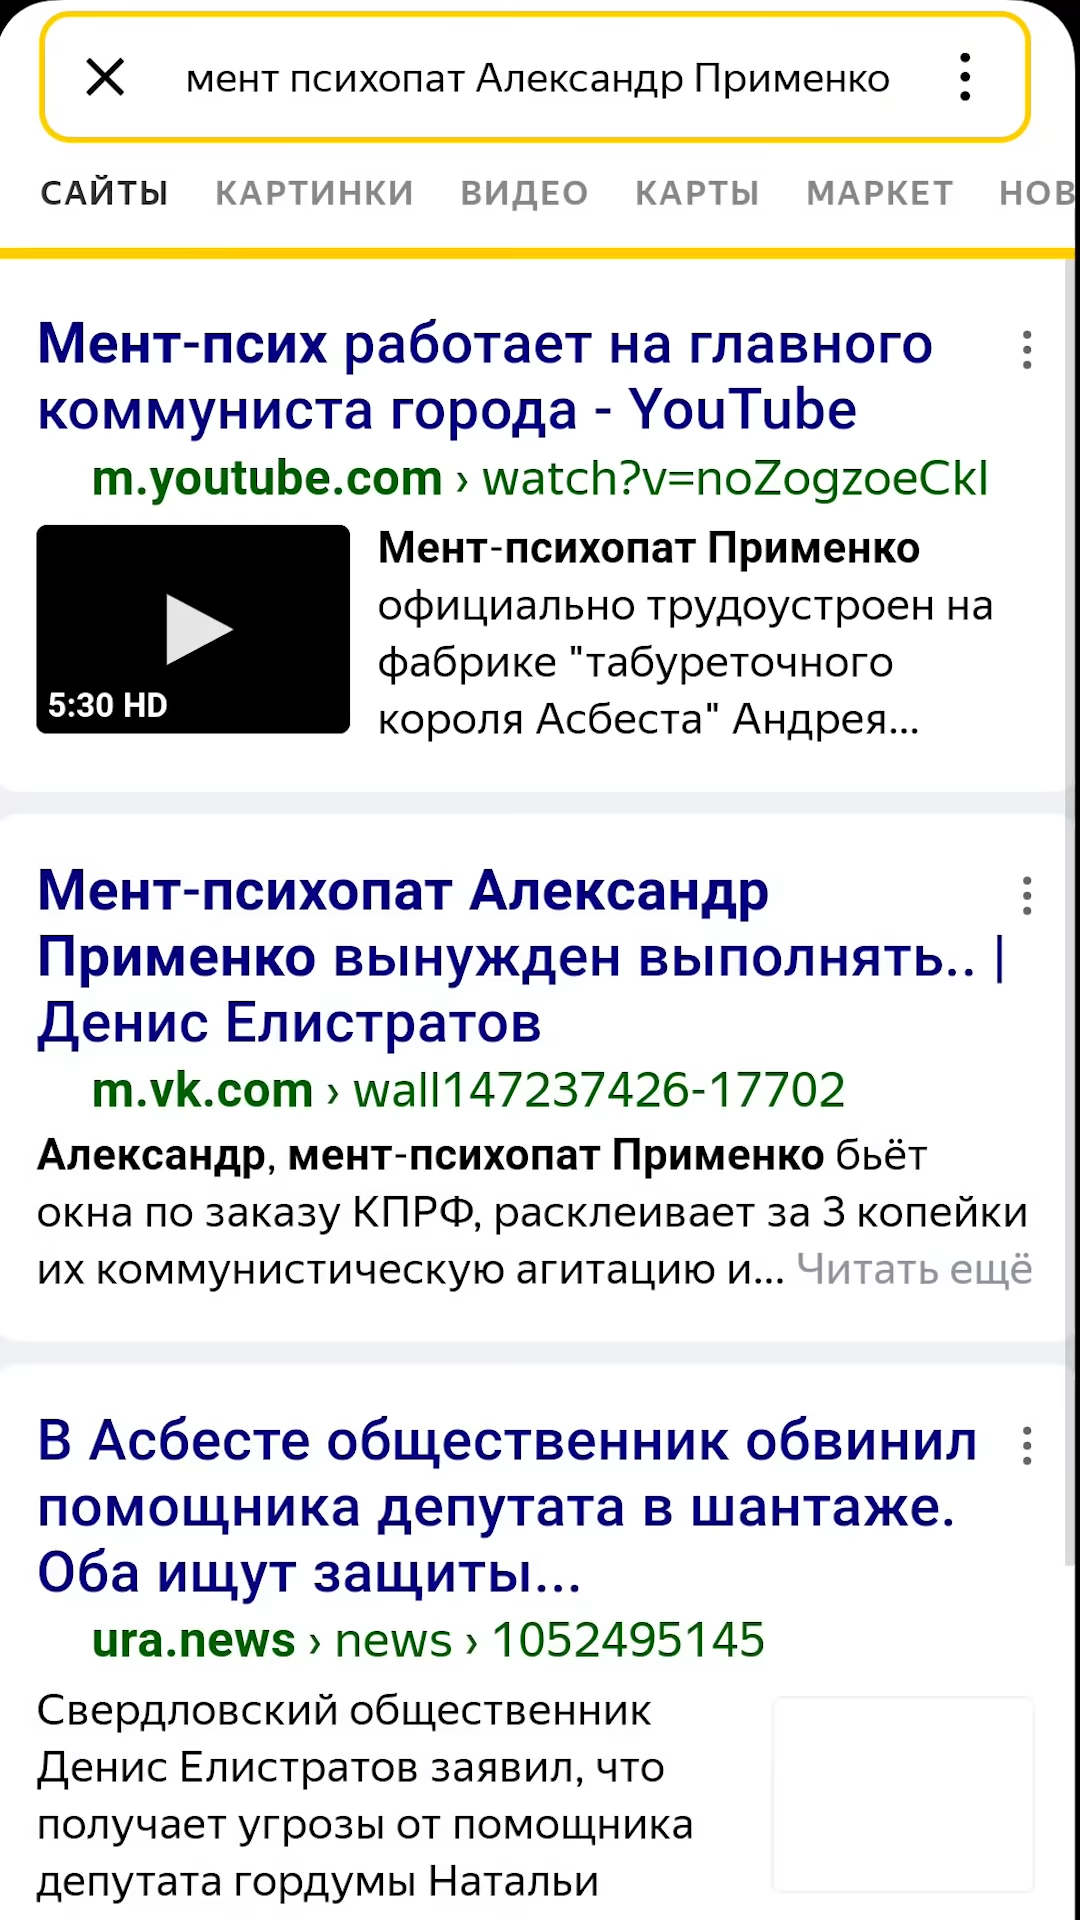 мент психопат Александр Применко
САЙТЫ КАРТИНКИ ВИДЕО КАРТЫ МАРКЕТ НОВ
Мент-псих работает на главного
коммуниста города - YouTube
m.youtube.com › watch?v=noZogzoeCkI
Мент-психопат Применко
официально трудоустроен на
фабрике "табуреточного
короля Асбеста" Андрея...
5:30 HD
Мент-психопат Александр
Применко вынужден выполнять.. |
Денис Елистратов
m.vk.com › wall147237426-17702
Александр, мент-психопат Применко бьёт
окна по заказу КПРФ, расклеивает за 3 копейки
их коммунистическую агитацию и... Читать ещё
В Асбесте общественник обвинил
помощника депутата в шантаже.
Оба ищут защиты...
ura.news › news › 1052495145
Свердловский общественник
Денис Елистратов заявил, что
получает угрозы от помощника
депутата гордумы Натальи